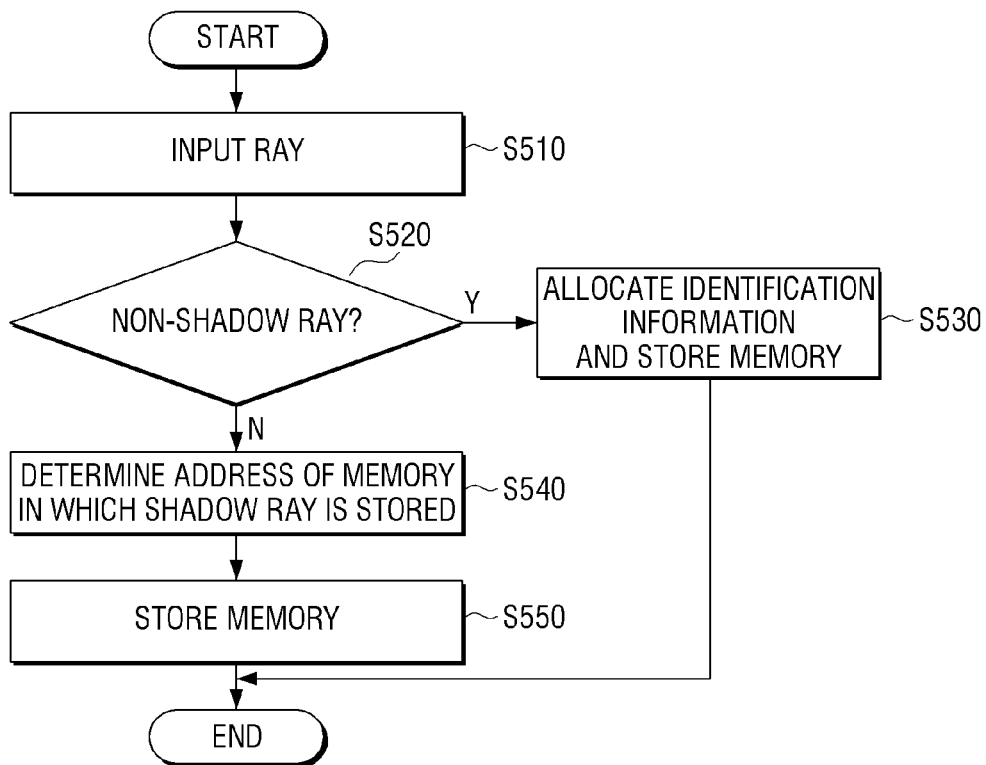 START
INPUT RAY
S510
S520
NON-SHADOW RAY?
Y
ALLOCATE IDENTIFICATION
INFORMATION
AND STORE MEMORY
S530
N
DETERMINE ADDRESS OF MEMORY
IN WHICH SHADOW RAY IS STORED
S540
STORE MEMORY
S550
END